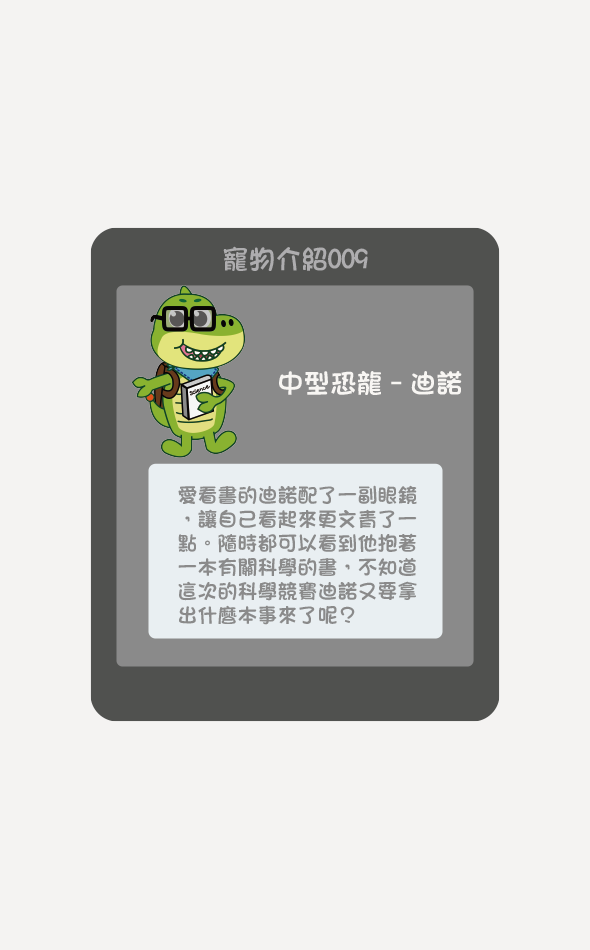 寵物介紹009
Science
中型恐龍 - 迪諾
愛看書的迪諾配了一副眼鏡
，讓自己看起來更文青了一
點。隨時都可以看到他抱著
一本有關科學的書，不知道
這次的科學競賽迪諾又要拿
出什麼本事來了呢？